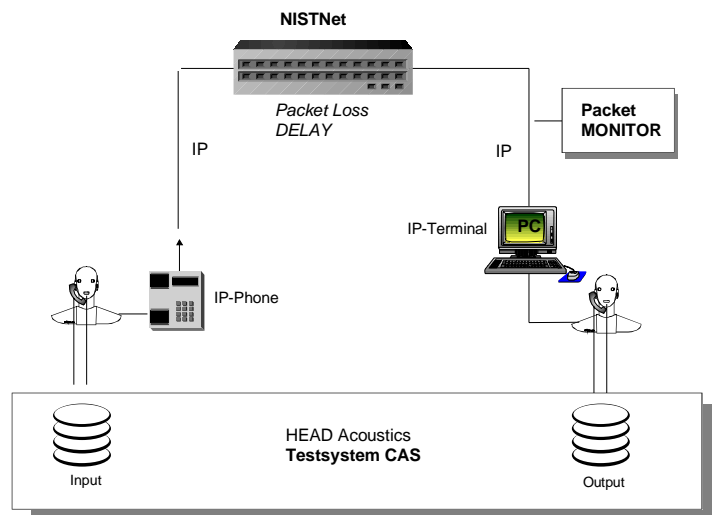 NISTNet
Packet Loss
DELAY
Packet
MONITOR
IP
IP
IP-Terminal
PC
IP-Phone
HEAD Acoustics
Testsystem CAS
Input
Output